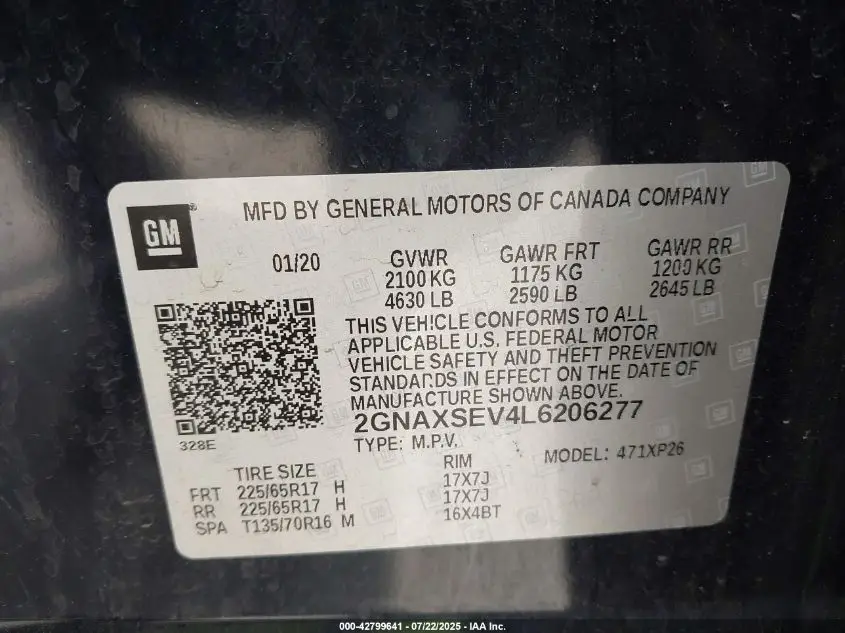 GM
MFD BY GENERAL MOTORS OF CANADA COMPANY
01/20 GVWR GAWR FRT GAWR RR
2100 KG 1175 KG 1200 KG
4630 LB 2590 LB 2645 LB
THIS VEHICLE CONFORMS TO ALL
APPLICABLE U.S. FEDERAL MOTOR
VEHICLE SAFETY AND THEFT PREVENTION
STANDARDS IN EFFECT ON THE DATE OF
MANUFACTURE SHOWN ABOVE.
2GNAXSEV4L6206277
TYPE: M.P.V. MODEL: 471XP26
328E
TIRE SIZE RIM
FRT 225/65R17 H 17X7J
RR 225/65R17 H 17X7J
SPA T135/70R16 M 16X4BT
000-42799641 - 07/22/2025 - IAA Inc.